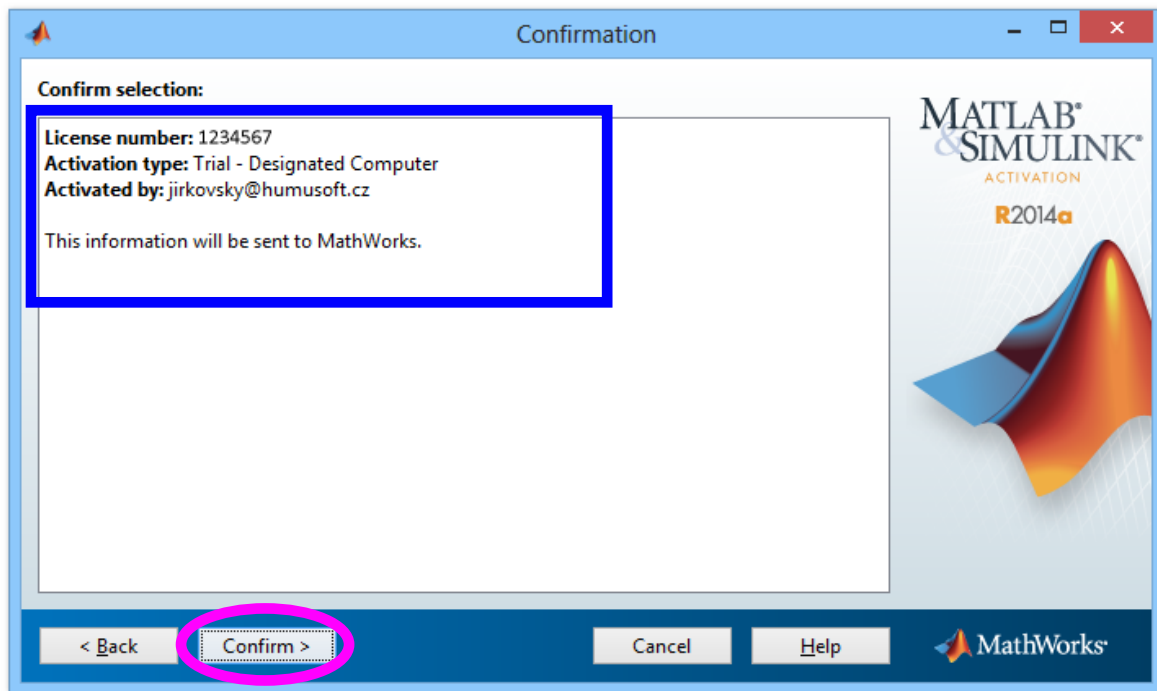 Confirmation
Confirm selection:
License number: 1234567
Activation type: Trial - Designated Computer
Activated by: jirkovsky@humusoft.cz
This information will be sent to MathWorks.
MATLAB®
&SIMULINK®
ACTIVATION
R2014a
< Back
Confirm >
Cancel
Help
MathWorks®